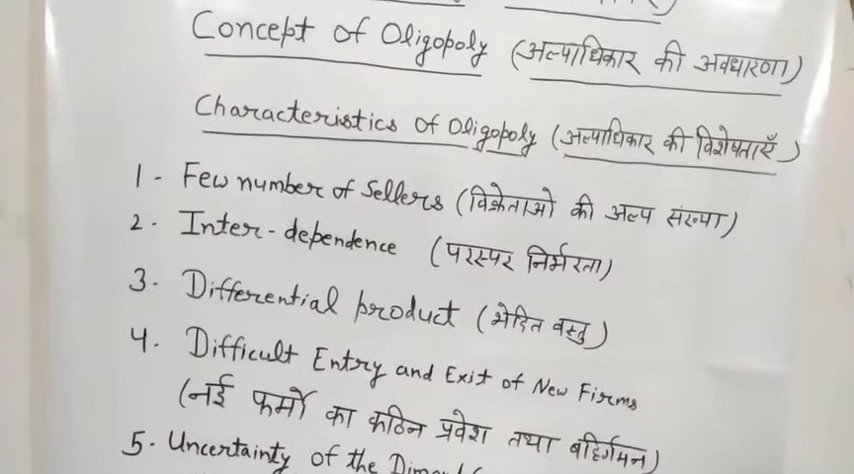 Concept of Oligopoly (अल्पाधिकार की अवधारणा)
Characteristics of Oligopoly (अल्पाधिकार की विशेषताएँ)
1 - Few number of Sellers (विक्रेताओ की अल्प संख्या)
2. Inter-dependence (परस्पर निर्भरता)
3. Differential product (भेदित वस्तु)
4. Difficult Entry and Exit of New Firms
(नई फर्मों का कठिन प्रवेश तथा बहिर्गमन)
5. Uncertainty of the